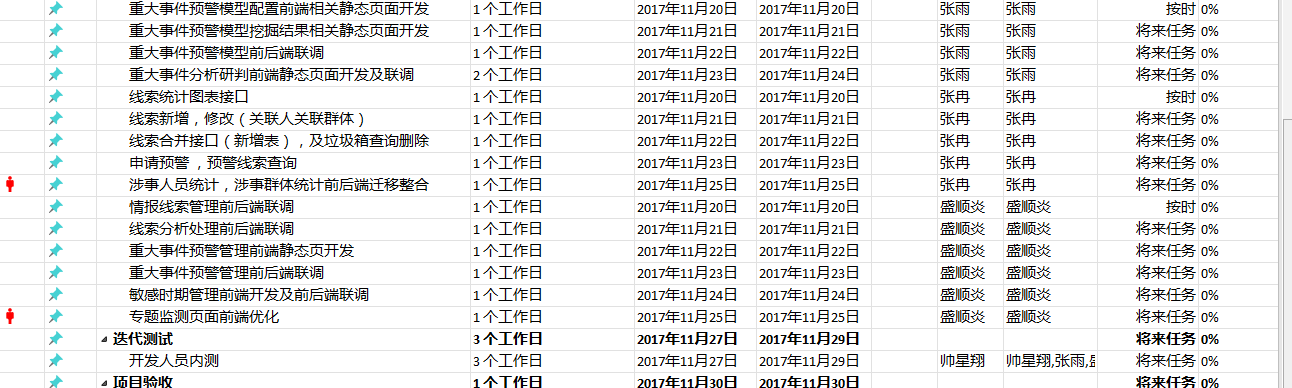 重大事件预警模型配置前端相关静态页面开发 1 个工作日 2017年11月20日 2017年11月20日 张雨 张雨 按时 0%
重大事件预警模型挖掘结果相关静态页面开发 1 个工作日 2017年11月21日 2017年11月21日 张雨 张雨 将来任务 0%
重大事件预警模型前后端联调 1 个工作日 2017年11月22日 2017年11月22日 张雨 张雨 将来任务 0%
重大事件分析研判前端静态页面开发及联调 2 个工作日 2017年11月23日 2017年11月24日 张雨 张雨 将来任务 0%
线索统计图表接口 1 个工作日 2017年11月20日 2017年11月20日 张冉 张冉 按时 0%
线索新增，修改（关联人关联群体） 1 个工作日 2017年11月21日 2017年11月21日 张冉 张冉 将来任务 0%
线索合并接口（新增表），及垃圾箱查询删除 1 个工作日 2017年11月22日 2017年11月22日 张冉 张冉 将来任务 0%
申请预警 ，预警线索查询 1 个工作日 2017年11月23日 2017年11月23日 张冉 张冉 将来任务 0%
涉事人员统计，涉事群体统计前后端迁移整合 1 个工作日 2017年11月25日 2017年11月25日 张冉 张冉 将来任务 0%
情报线索管理前后端联调 1 个工作日 2017年11月20日 2017年11月20日 盛顺炎 盛顺炎 按时 0%
线索分析处理前后端联调 1 个工作日 2017年11月21日 2017年11月21日 盛顺炎 盛顺炎 将来任务 0%
重大事件预警管理前端静态页开发 1 个工作日 2017年11月22日 2017年11月22日 盛顺炎 盛顺炎 将来任务 0%
重大事件预警管理前后端联调 1 个工作日 2017年11月23日 2017年11月23日 盛顺炎 盛顺炎 将来任务 0%
敏感时期管理前端开发及前后端联调 1 个工作日 2017年11月24日 2017年11月24日 盛顺炎 盛顺炎 将来任务 0%
专题监测页面前端优化 1 个工作日 2017年11月25日 2017年11月25日 盛顺炎 盛顺炎 将来任务 0%
迭代测试 3 个工作日 2017年11月27日 2017年11月29日 将来任务 0%
开发人员内测 3 个工作日 2017年11月27日 2017年11月29日 帅星翔 帅星翔,张雨, 将来任务 0%
项目验收 1 个工作日 2017年11月30日 2017年11月30日 将来任务 0%